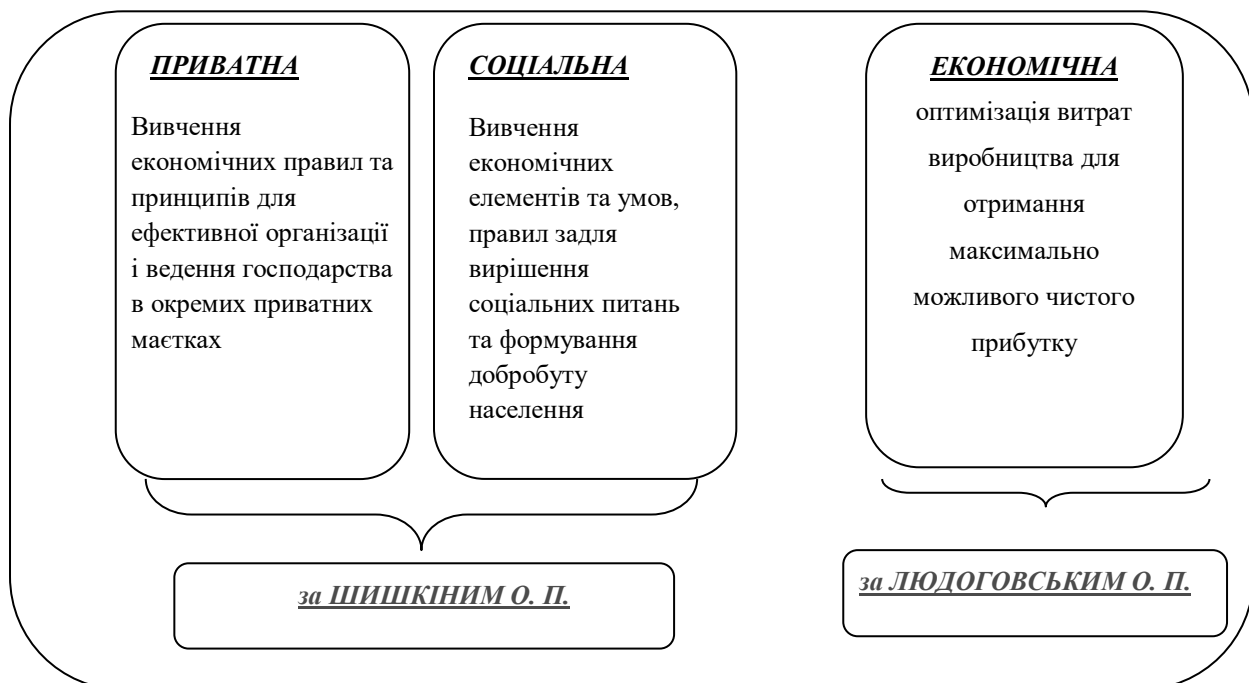 ПРИВАТНА
Вивчення
економічних правил та
принципів для
ефективної організації
і ведення господарства
в окремих приватних
маєтках
СОЦІАЛЬНА
Вивчення
економічних
елементів та умов,
правил задля
вирішення
соціальних питань
та формування
добробуту
населення
ЕКОНОМІЧНА
оптимізація витрат
виробництва для
отримання
максимально
можливого чистого
прибутку
за ШИШКІНИМ О. П.
за ЛЮДОГОВСЬКИМ О. П.